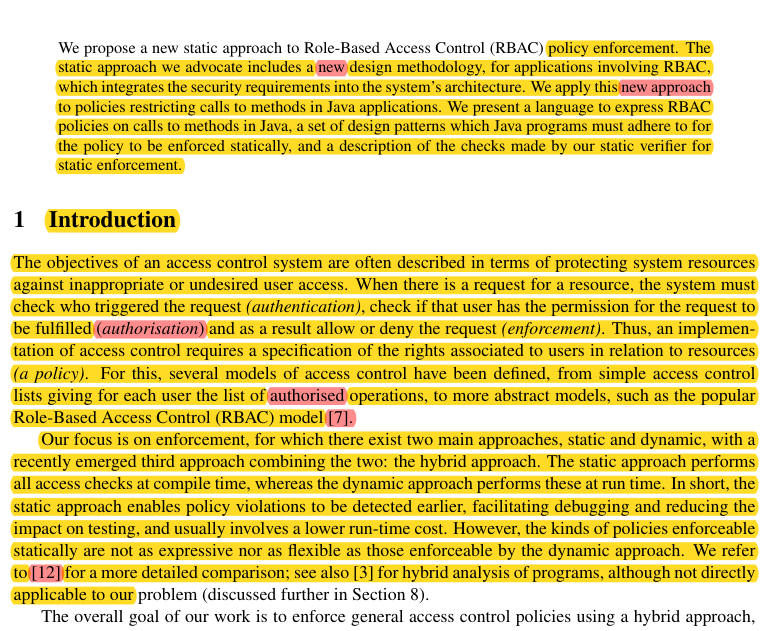 We propose a new static approach to Role-Based Access Control (RBAC) policy enforcement. The
static approach we advocate includes a new design methodology, for applications involving RBAC,
which integrates the security requirements into the system's architecture. We apply this new approach
to policies restricting calls to methods in Java applications. We present a language to express RBAC
policies on calls to methods in Java, a set of design patterns which Java programs must adhere to for
the policy to be enforced statically, and a description of the checks made by our static verifier for
static enforcement.
1 Introduction
The objectives of an access control system are often described in terms of protecting system resources
against inappropriate or undesired user access. When there is a request for a resource, the system must
check who triggered the request (authentication), check if that user has the permission for the request to
be fulfilled (authorisation) and as a result allow or deny the request (enforcement). Thus, an implemen-
tation of access control requires a specification of the rights associated to users in relation to resources
(a policy). For this, several models of access control have been defined, from simple access control
lists giving for each user the list of authorised operations, to more abstract models, such as the popular
Role-Based Access Control (RBAC) model [7].
Our focus is on enforcement, for which there exist two main approaches, static and dynamic, with a
recently emerged third approach combining the two: the hybrid approach. The static approach performs
all access checks at compile time, whereas the dynamic approach performs these at run time. In short, the
static approach enables policy violations to be detected earlier, facilitating debugging and reducing the
impact on testing, and usually involves a lower run-time cost. However, the kinds of policies enforceable
statically are not as expressive nor as flexible as those enforceable by the dynamic approach. We refer
to [12] for a more detailed comparison; see also [3] for hybrid analysis of programs, although not directly
applicable to our problem (discussed further in Section 8).
The overall goal of our work is to enforce general access control policies using a hybrid approach,